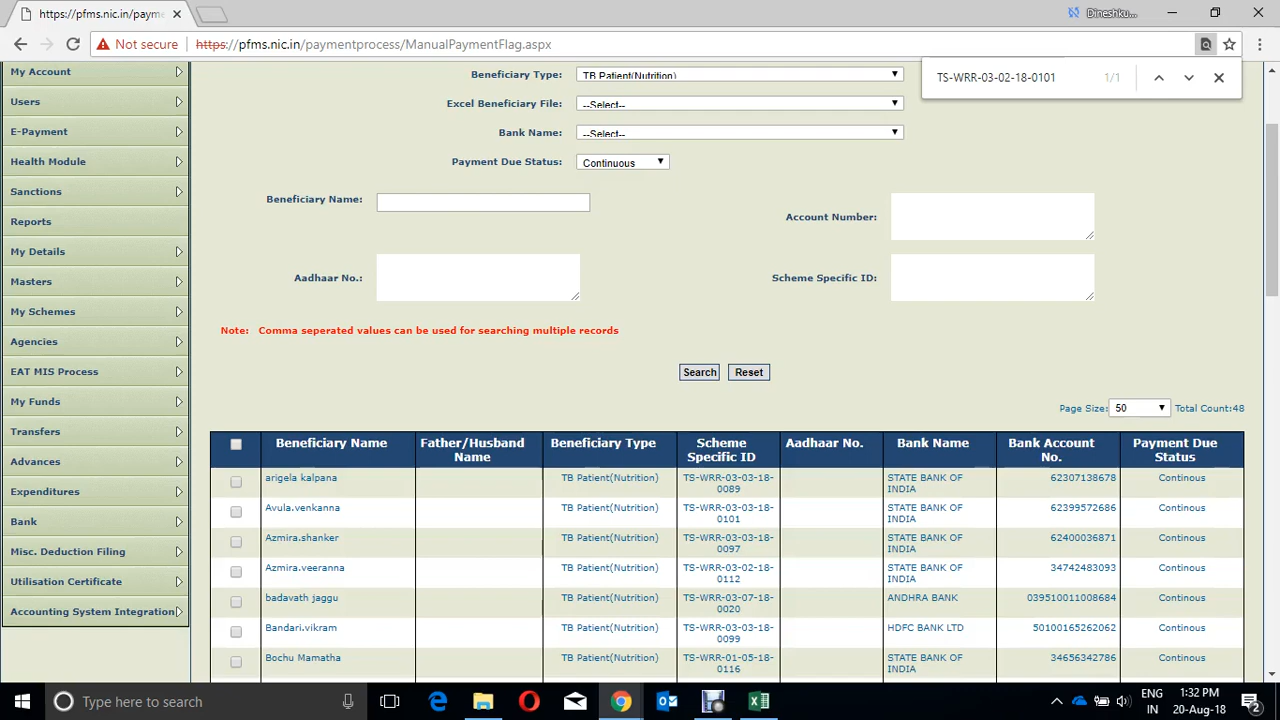 https://pfms.nic.in/payme
Dineshku...
Not secure
https://pfms.nic.in/paymentprocess/ManualPaymentFlag.aspx
TS-WRR-03-02-18-0101 1/1
My Account
Users
E-Payment
Health Module
Sanctions
Reports
My Details
Masters
My Schemes
Agencies
EAT MIS Process
My Funds
Transfers
Advances
Expenditures
Bank
Misc. Deduction Filing
Utilisation Certificate
Accounting System Integration
Beneficiary Type: TB Patient(Nutrition)
Excel Beneficiary File: --Select--
Bank Name: --Select--
Payment Due Status: Continuous
Beneficiary Name:
Account Number:
Aadhaar No.:
Scheme Specific ID:
Note: Comma seperated values can be used for searching multiple records
Search Reset
Page Size: 50 Total Count:48
Beneficiary Name Father/Husband Name Beneficiary Type Scheme Specific ID Aadhaar No. Bank Name Bank Account No. Payment Due Status
arigela kalpana TB Patient(Nutrition) TS-WRR-03-03-18-0089 STATE BANK OF INDIA 62307138678 Continous
Avula.venkanna TB Patient(Nutrition) TS-WRR-03-03-18-0101 STATE BANK OF INDIA 62399572686 Continous
Azmira.shanker TB Patient(Nutrition) TS-WRR-03-03-18-0097 STATE BANK OF INDIA 62400036871 Continous
Azmira.veeranna TB Patient(Nutrition) TS-WRR-03-02-18-0112 STATE BANK OF INDIA 34742483093 Continous
badavath jaggu TB Patient(Nutrition) TS-WRR-03-07-18-0020 ANDHRA BANK 039510011008684 Continous
Bandari.vikram TB Patient(Nutrition) TS-WRR-03-03-18-0099 HDFC BANK LTD 50100165262062 Continous
Bochu Mamatha TB Patient(Nutrition) TS-WRR-01-05-18-0116 STATE BANK OF INDIA 34656342786 Continous
Type here to search
ENG
IN
1:32 PM
20-Aug-18
2